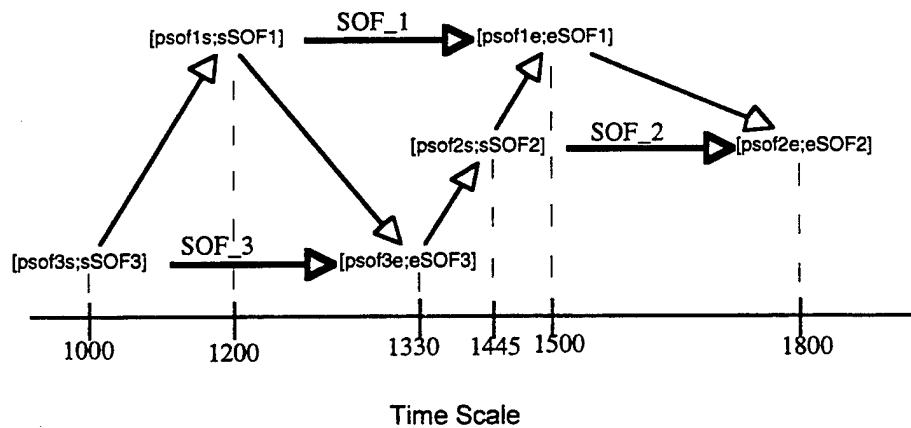 SOF_1
[psof1s;sSOF1] [psof1e;eSOF1]
[psof2s;sSOF2] SOF_2 [psof2e;eSOF2]
SOF_3
[psof3s;sSOF3] [psof3e;eSOF3]
1000 1200 1330 1445 1500 1800
Time Scale